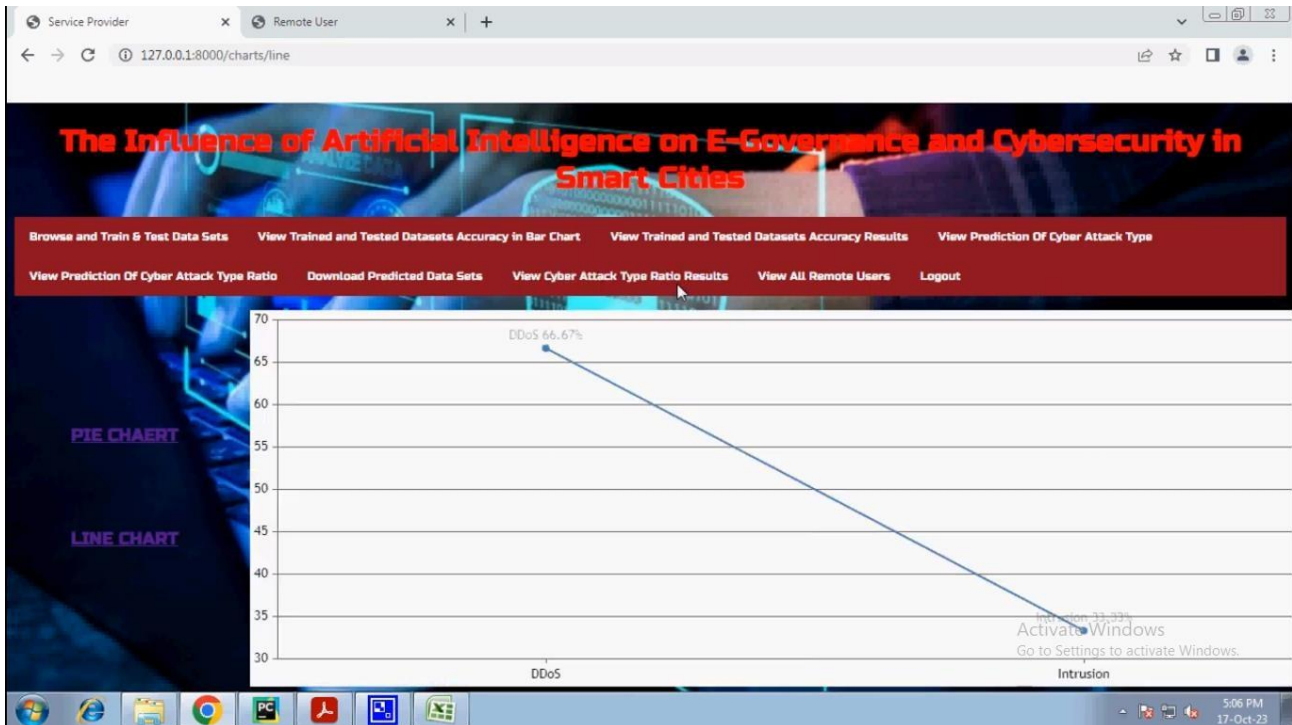 Service Provider
Remote User
127.0.0.1:8000/charts/line
The Influence of Artificial Intelligence on E-Governance and Cybersecurity in
Smart Cities
Browse and Train & Test Data Sets View Trained and Tested Datasets Accuracy in Bar Chart View Trained and Tested Datasets Accuracy Results View Prediction Of Cyber Attack Type
View Prediction Of Cyber Attack Type Ratio Download Predicted Data Sets View Cyber Attack Type Ratio Results View All Remote Users Logout
PIE CHAERT
LINE CHART
70
65
60
55
50
45
40
35
30
DDoS 66.67%
Intrusion 33.33%
DDoS
Intrusion
Activate Windows
Go to Settings to activate Windows.
PC
5:06 PM
17-Oct-23